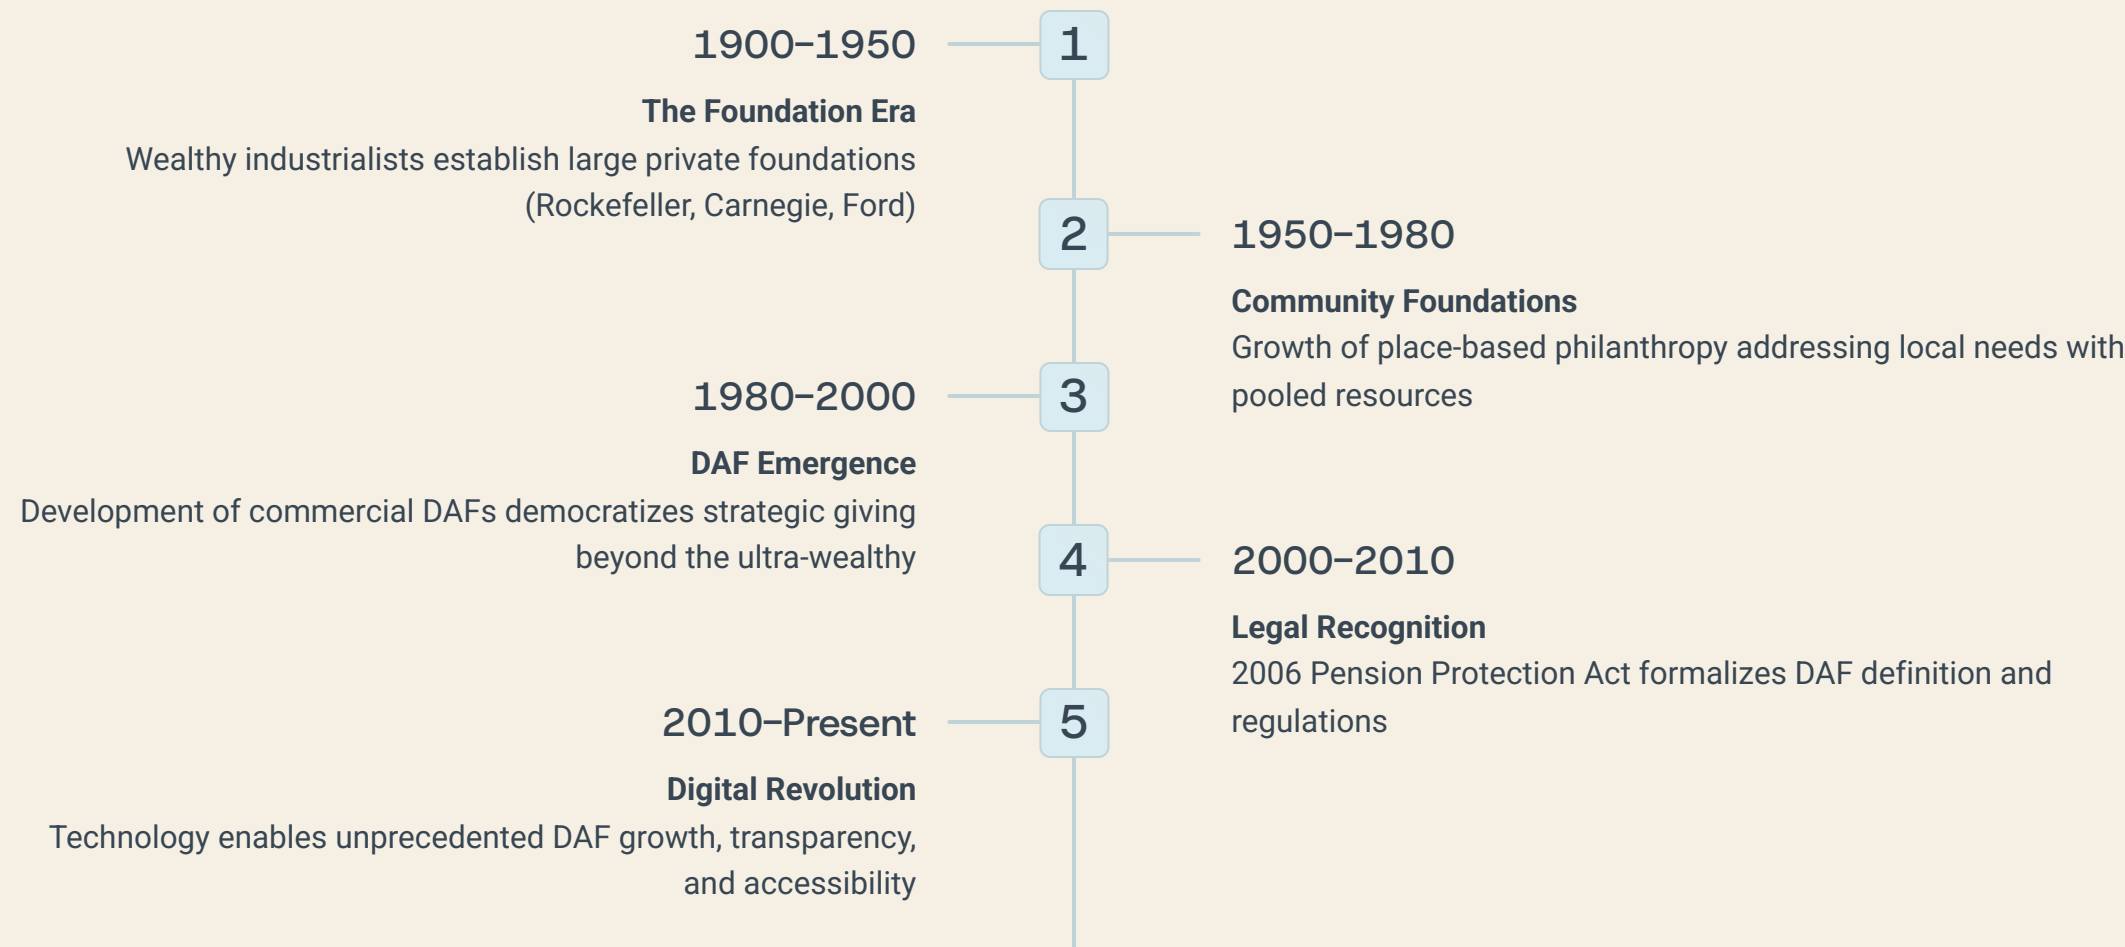 1900–1950
1
The Foundation Era
Wealthy industrialists establish large private foundations
(Rockefeller, Carnegie, Ford)
2
1950–1980
Community Foundations
Growth of place-based philanthropy addressing local needs with
pooled resources
1980–2000
3
DAF Emergence
Development of commercial DAFs democratizes strategic giving
beyond the ultra-wealthy
4
2000–2010
Legal Recognition
2006 Pension Protection Act formalizes DAF definition and
regulations
2010–Present
5
Digital Revolution
Technology enables unprecedented DAF growth, transparency,
and accessibility